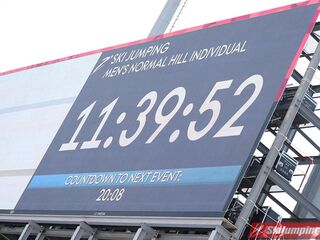 SKI JUMPING
MEN'S NORMAL HILL INDIVIDUAL
11:39:52
COUNTDOWN TO NEXT EVENT:
20:08
Skijumping